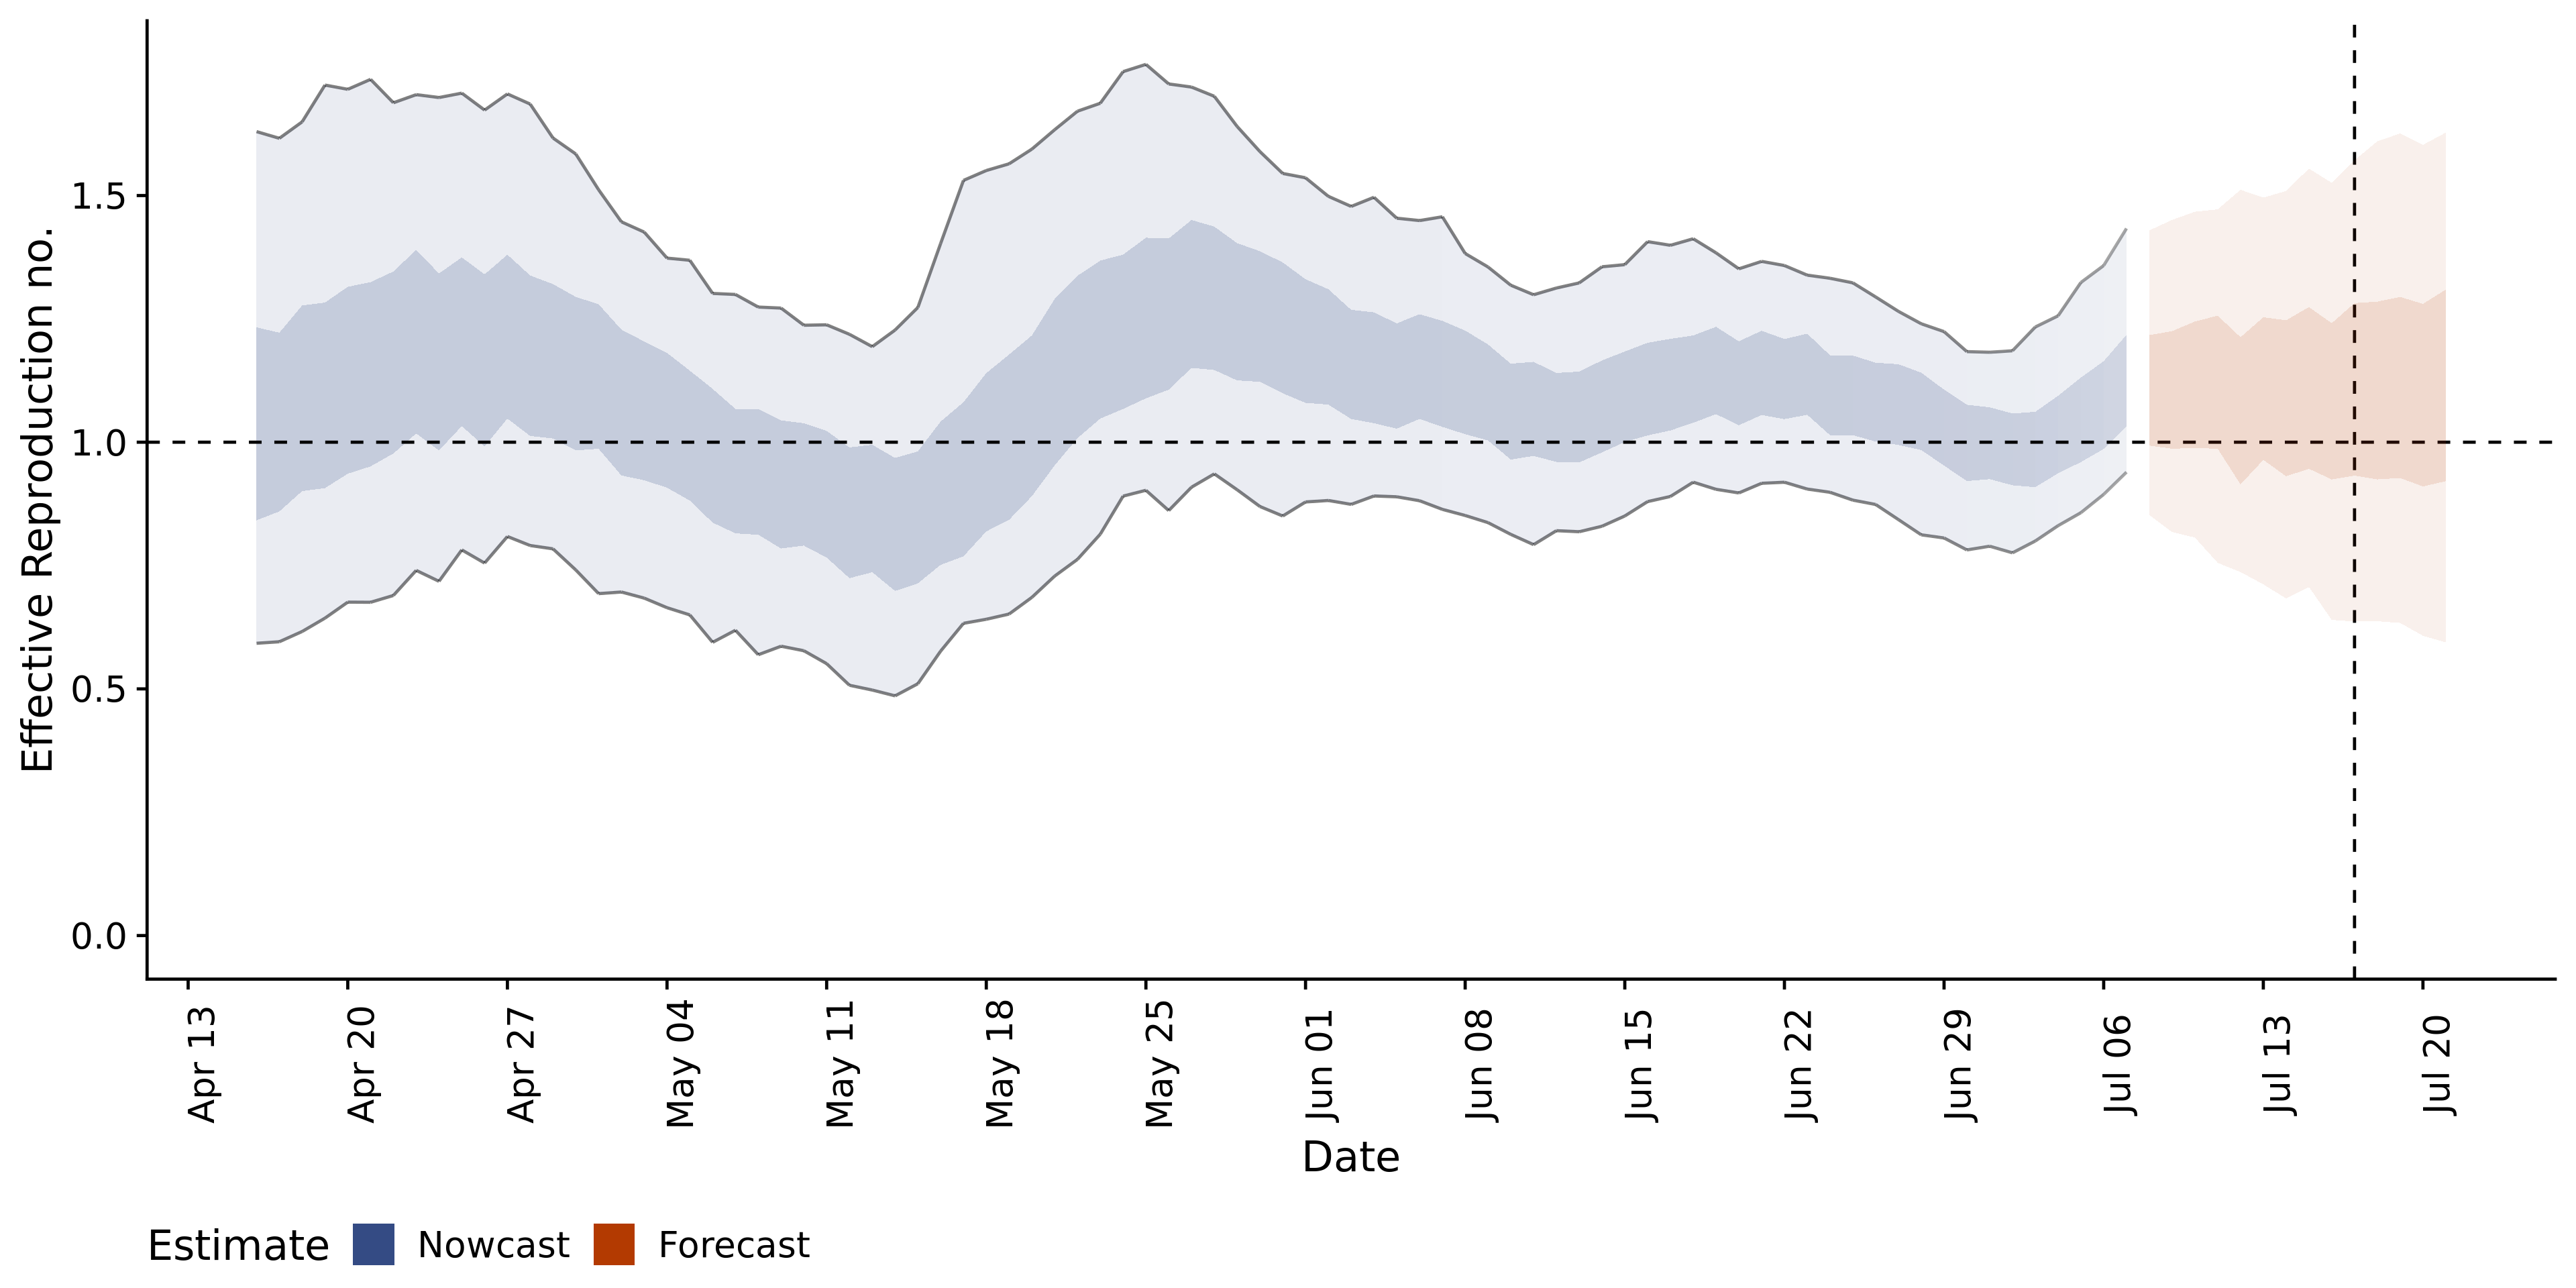 Effective Reproduction no.
1.5
1.0
0.5
0.0
Apr 13
Apr 20
Apr 27
May 04
May 11
May 18
May 25
Jun 01
Jun 08
Jun 15
Jun 22
Jun 29
Jul 06
Jul 13
Jul 20
Date
Estimate Nowcast Forecast